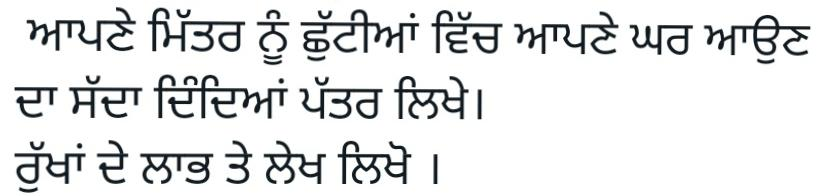 ਆਪਣੇ ਮਿੱਤਰ ਨੂੰ ਛੁੱਟੀਆਂ ਵਿੱਚ ਆਪਣੇ ਘਰ ਆਉਣ
ਦਾ ਸੱਦਾ ਦਿੰਦਿਆਂ ਪੱਤਰ ਲਿਖੇ।
ਰੁੱਖਾਂ ਦੇ ਲਾਭ ਤੇ ਲੇਖ ਲਿਖੋ ।